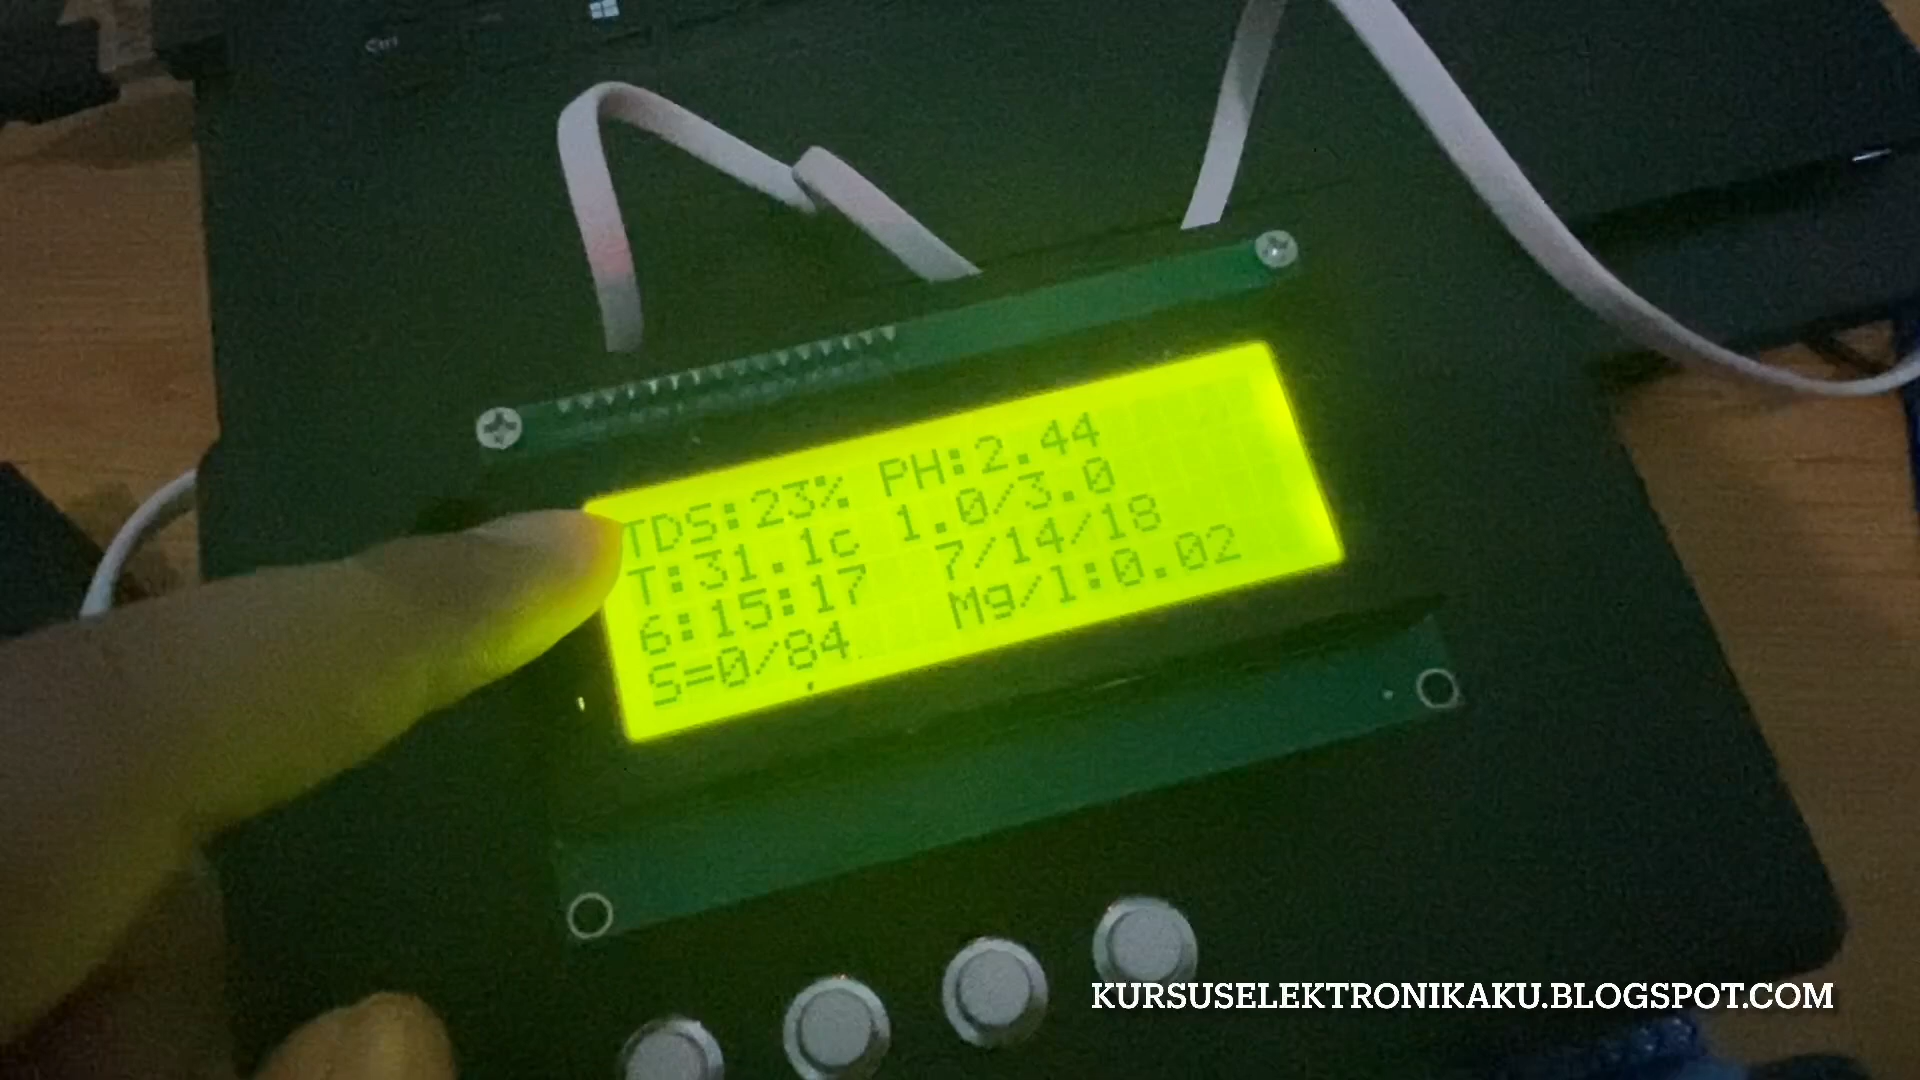 Ctrl
TDS:23% PH:2.44
T:31.1c 1.0/3.0
6:15:17 7/14/18
S=0/84 Mg/l:0.02
KURSUSELEKTRONIKAKU.BLOGSPOT.COM